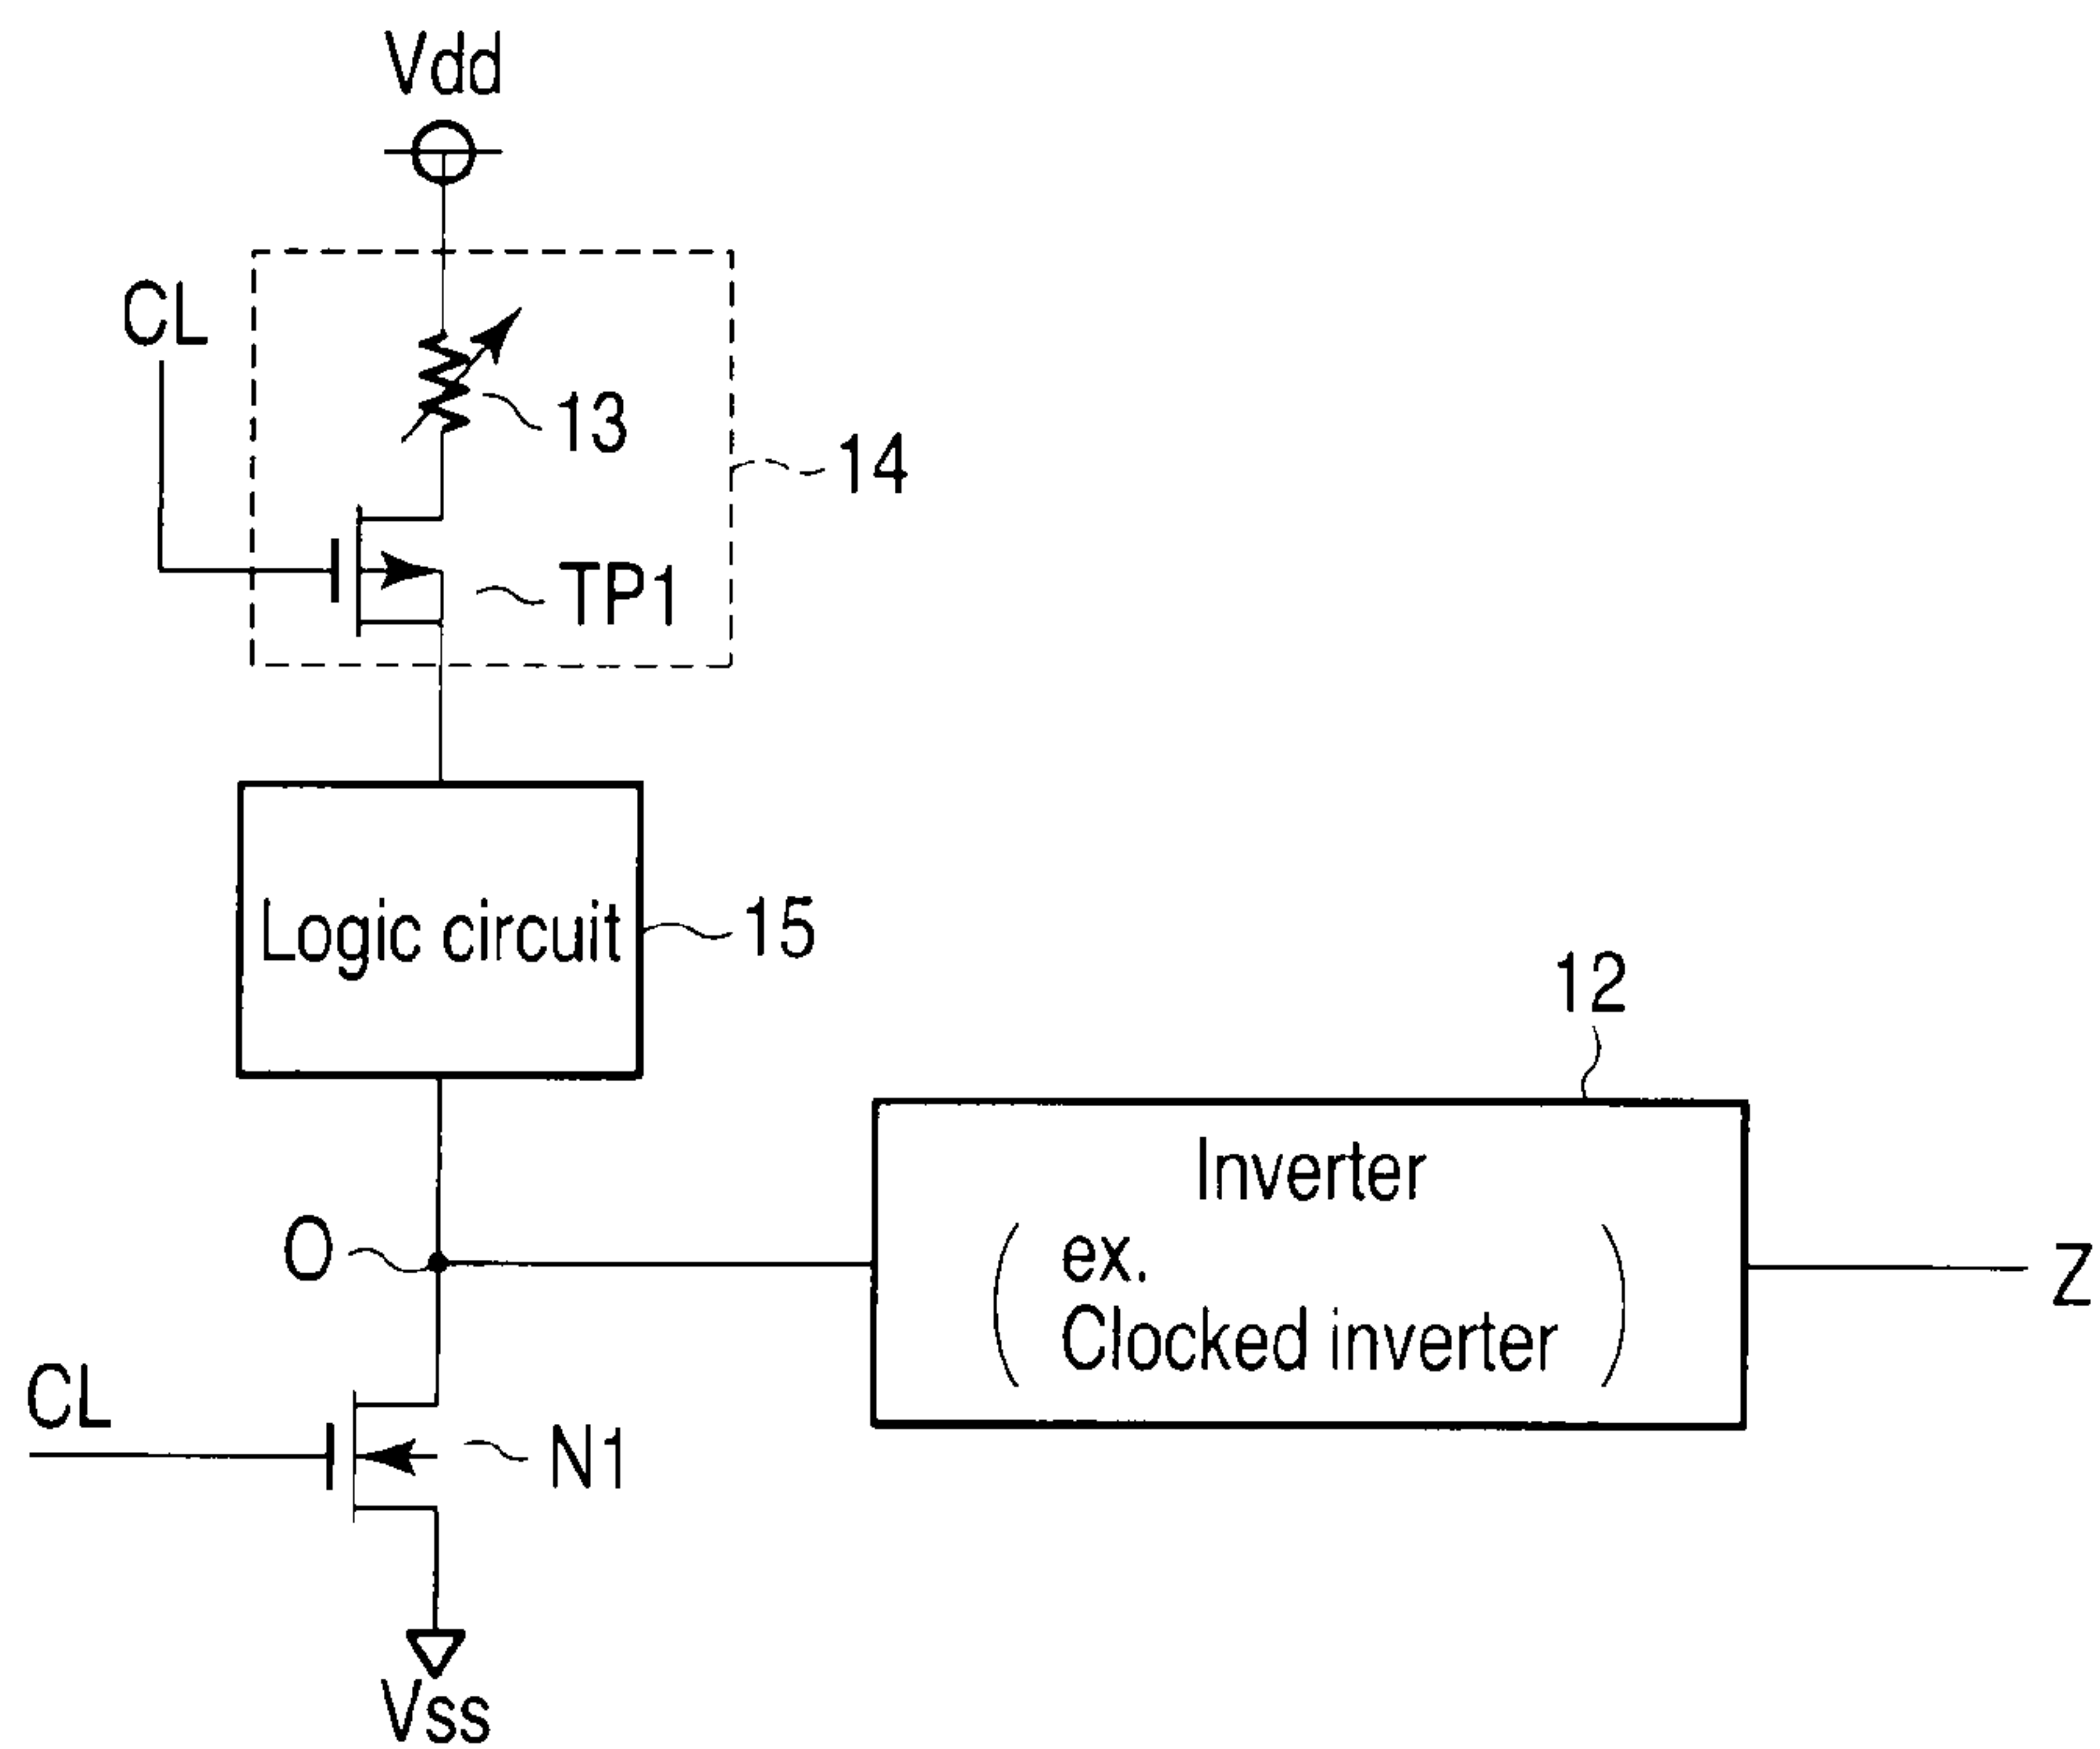 Vdd
CL
13
14
TP1
Logic circuit
15
12
Inverter
O
ex.
Z
Clocked inverter
CL
N1
Vss